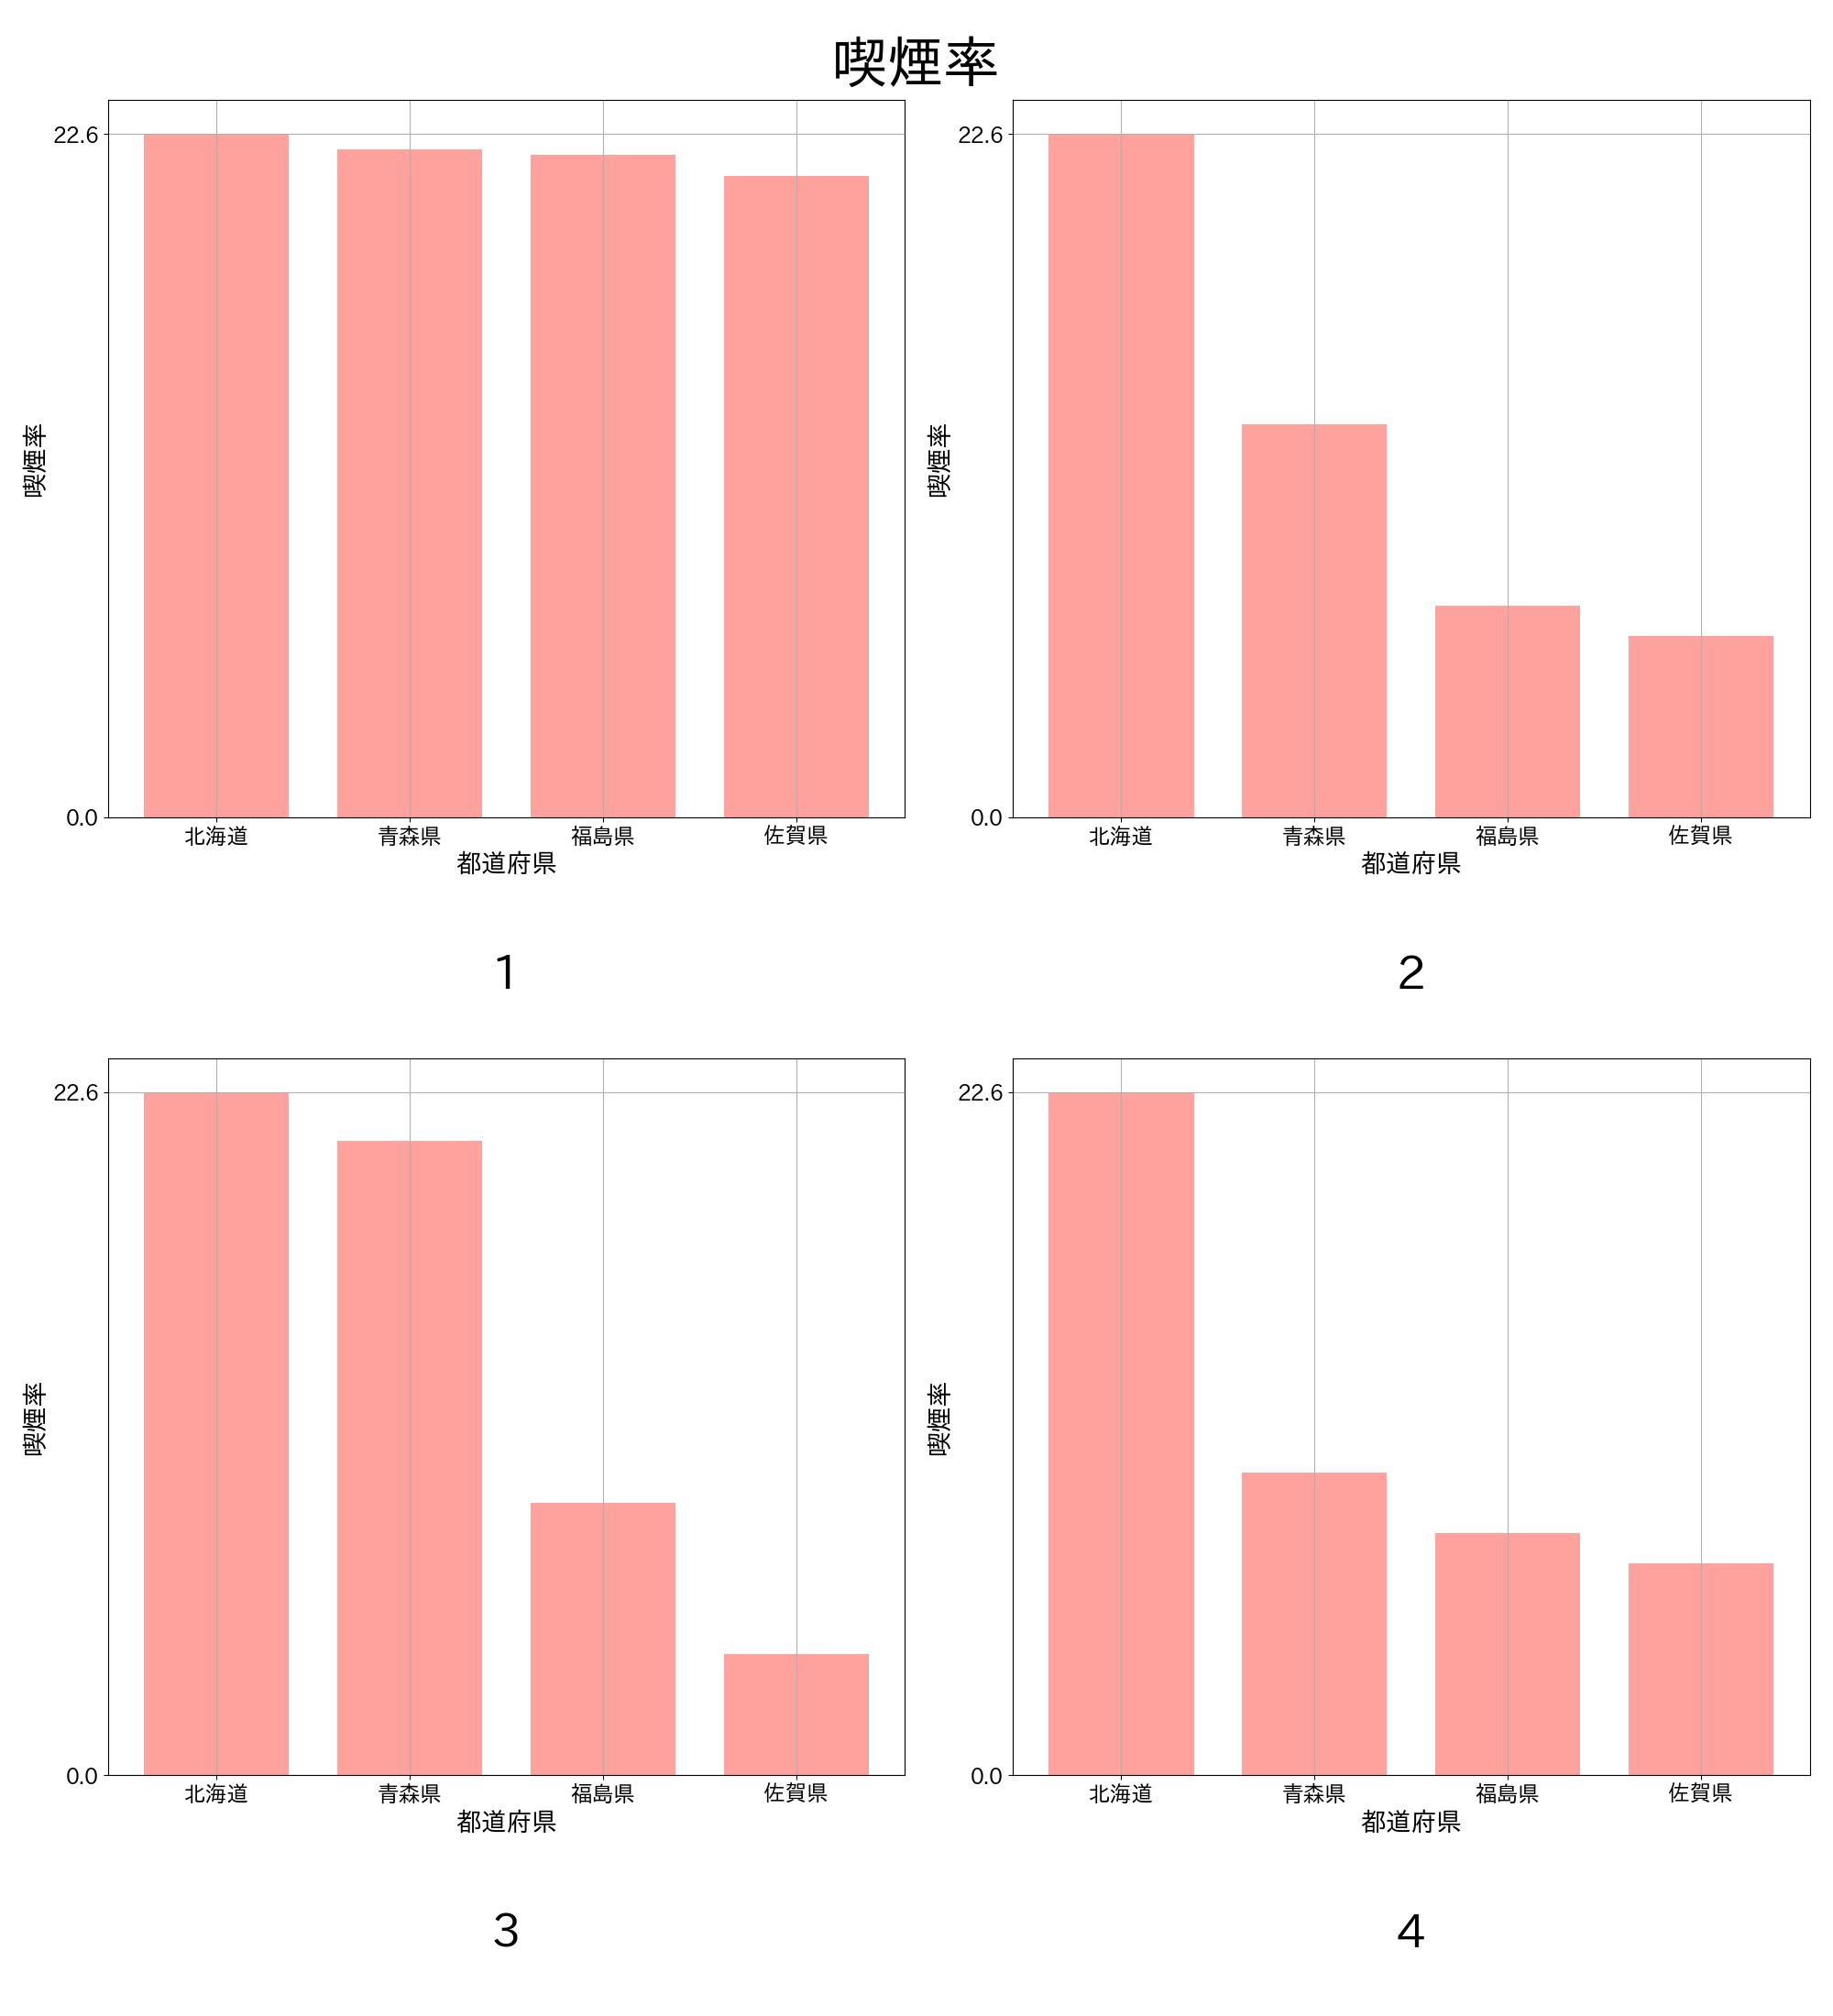 喫煙率
22.6
0.0
喫煙率
北海道 青森県 福島県 佐賀県
都道府県
1
22.6
0.0
喫煙率
北海道 青森県 福島県 佐賀県
都道府県
2
22.6
0.0
喫煙率
北海道 青森県 福島県 佐賀県
都道府県
3
22.6
0.0
喫煙率
北海道 青森県 福島県 佐賀県
都道府県
4